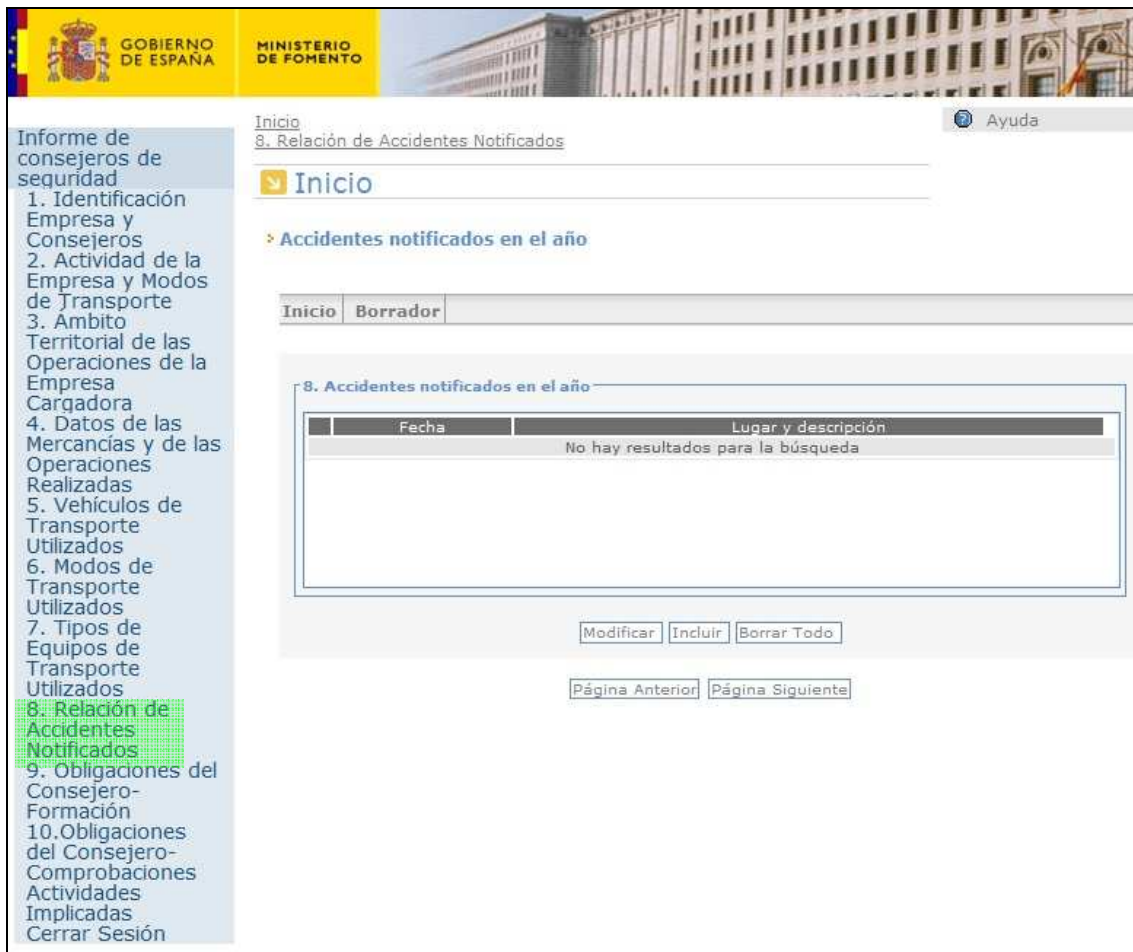 GOBIERNO
DE ESPAÑA
MINISTERIO
DE FOMENTO
Informe de
consejeros de
seguridad
1. Identificación
Empresa y
Consejeros
2. Actividad de la
Empresa y Modos
de Transporte
3. Ambito
Territorial de las
Operaciones de la
Empresa
Cargadora
4. Datos de las
Mercancías y de las
Operaciones
Realizadas
5. Vehículos de
Transporte
Utilizados
6. Modos de
Transporte
Utilizados
7. Tipos de
Equipos de
Transporte
Utilizados
8. Relación de
Accidentes
Notificados
9. Obligaciones del
Consejero-
Formación
10.Obligaciones
del Consejero-
Comprobaciones
Actividades
Implicadas
Cerrar Sesión
Inicio
8. Relación de Accidentes Notificados
Ayuda
Inicio
Accidentes notificados en el año
Inicio Borrador
8. Accidentes notificados en el año
Fecha Lugar y descripción
No hay resultados para la búsqueda
Modificar Incluir Borrar Todo
Página Anterior Página Siguiente